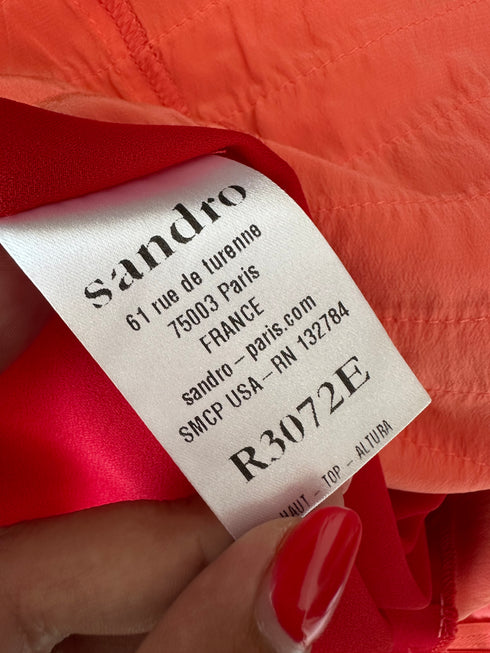 sandro
61 rue de turenne
75003 Paris
FRANCE
sandro-paris.com
SMCP USA-RN 132784
R3072E
HAUT - TOP - ALTURA